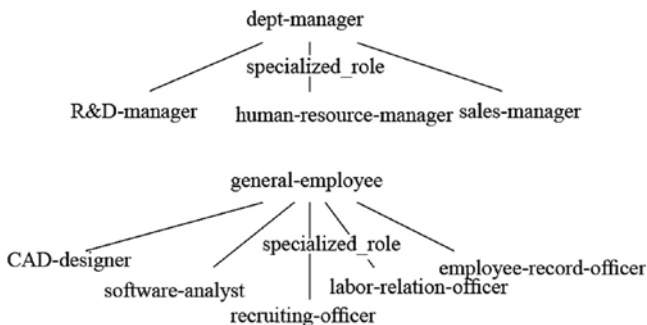 dept-manager
specialized_role
R&D-manager
human-resource-manager
sales-manager
general-employee
specialized_role
CAD-designer
software-analyst
recruiting-officer
labor-relation-officer
employee-record-officer